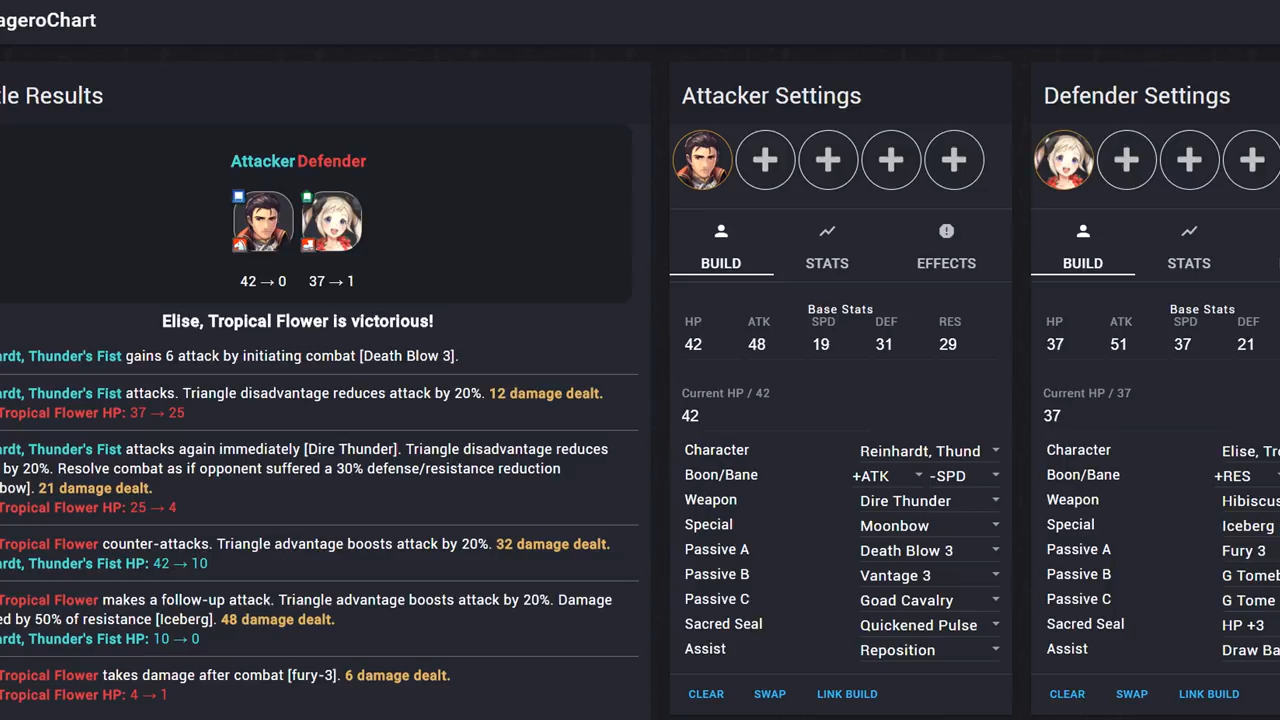 ageroChart
le Results
Attacker Defender
42 → 0 37 → 1
Elise, Tropical Flower is victorious!
ardt, Thunder's Fist gains 6 attack by initiating combat [Death Blow 3].
ardt, Thunder's Fist attacks. Triangle disadvantage reduces attack by 20%. 12 damage dealt.
Tropical Flower HP: 37 → 25
ardt, Thunder's Fist attacks again immediately [Dire Thunder]. Triangle disadvantage reduces
by 20%. Resolve combat as if opponent suffered a 30% defense/resistance reduction
bow]. 21 damage dealt.
Tropical Flower HP: 25 → 4
Tropical Flower counter-attacks. Triangle advantage boosts attack by 20%. 32 damage dealt.
ardt, Thunder's Fist HP: 42 → 10
Tropical Flower makes a follow-up attack. Triangle advantage boosts attack by 20%. Damage
ed by 50% of resistance [Iceberg]. 48 damage dealt.
ardt, Thunder's Fist HP: 10 → 0
Tropical Flower takes damage after combat [fury-3]. 6 damage dealt.
Tropical Flower HP: 4 → 1
Attacker Settings
BUILD STATS EFFECTS
Base Stats
HP ATK SPD DEF RES
42 48 19 31 29
Current HP / 42
42
Character Reinhardt, Thund
Boon/Bane +ATK -SPD
Weapon Dire Thunder
Special Moonbow
Passive A Death Blow 3
Passive B Vantage 3
Passive C Goad Cavalry
Sacred Seal Quickened Pulse
Assist Reposition
CLEAR SWAP LINK BUILD
Defender Settings
BUILD STATS
Base Stats
HP ATK SPD DEF
37 51 37 21
Current HP / 37
37
Character Elise, Tro
Boon/Bane +RES
Weapon Hibiscus
Special Iceberg
Passive A Fury 3
Passive B G Tomeb
Passive C G Tome
Sacred Seal HP +3
Assist Draw Ba
CLEAR SWAP LINK BUILD